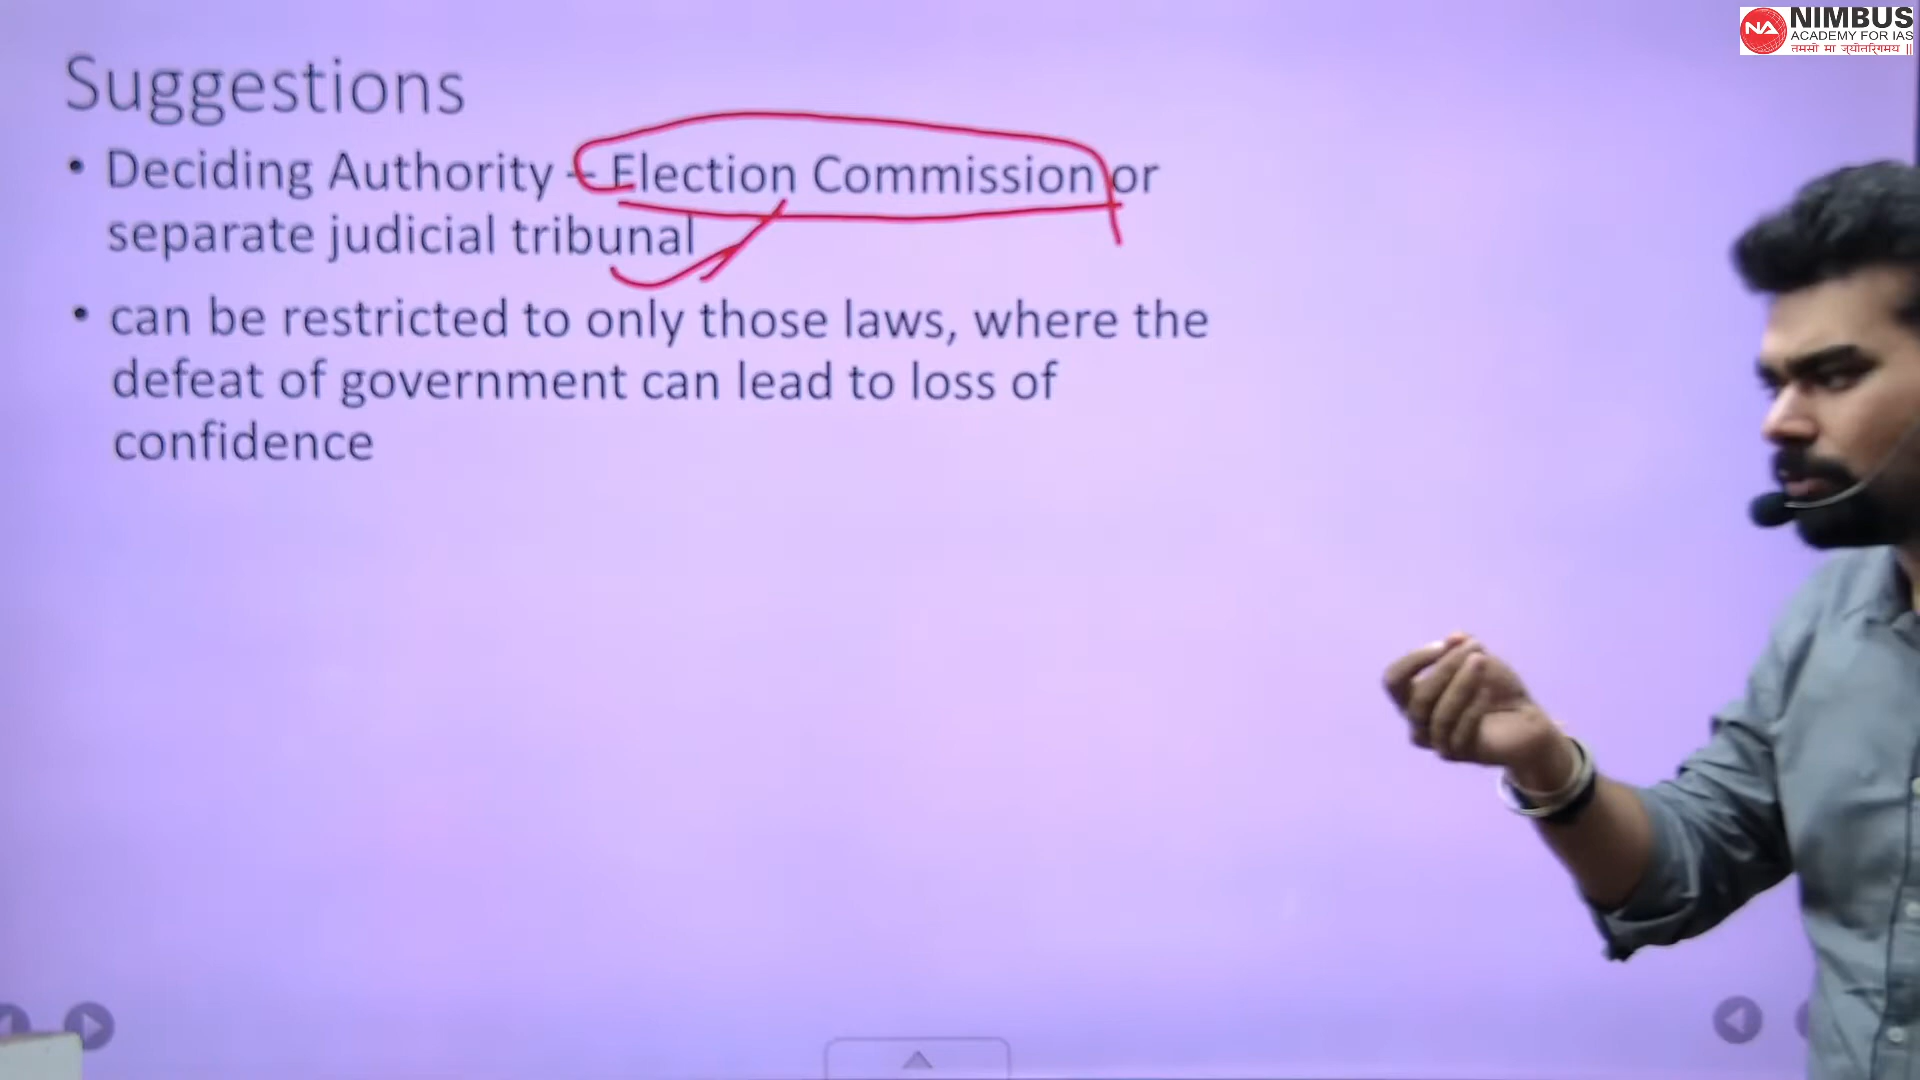 NIMBUS
ACADEMY FOR IAS
तमसो मा ज्योतिर्गमय ||
Suggestions
• Deciding Authority – Election Commission or
separate judicial tribunal
• can be restricted to only those laws, where the
defeat of government can lead to loss of
confidence